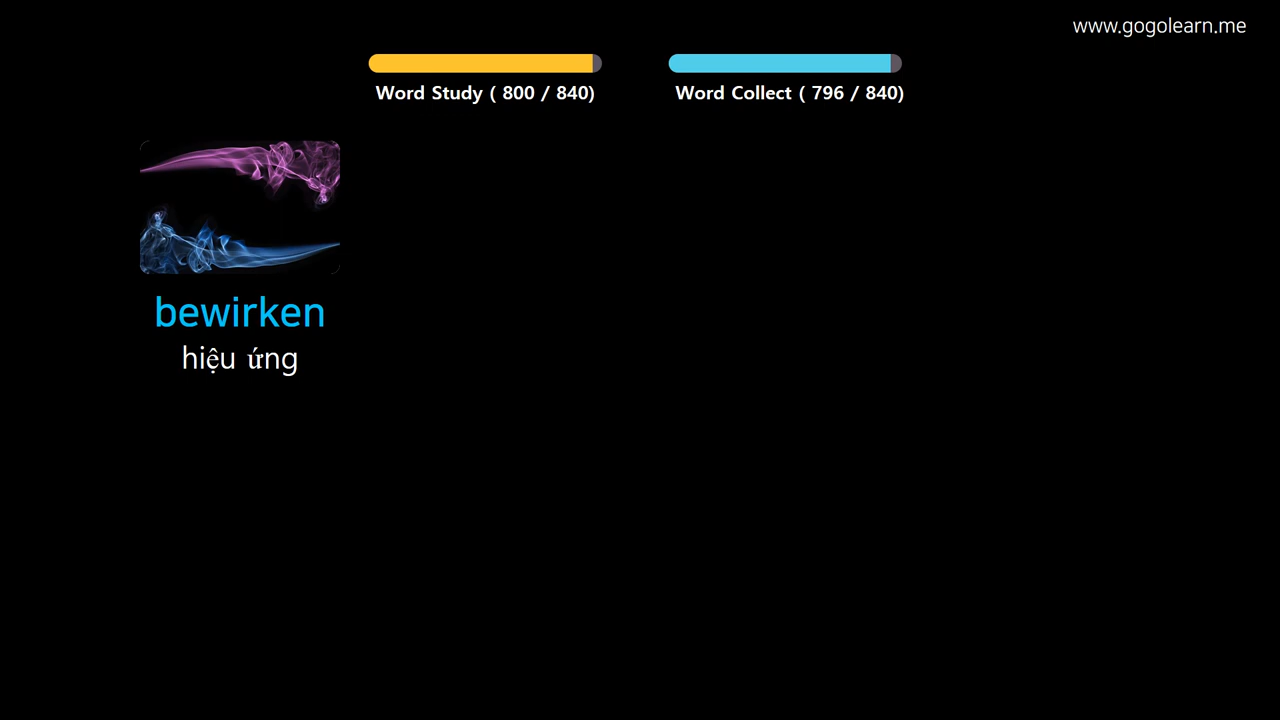 www.gogolearn.me
Word Study ( 800 / 840)
Word Collect ( 796 / 840)
bewirken
hiệu ứng